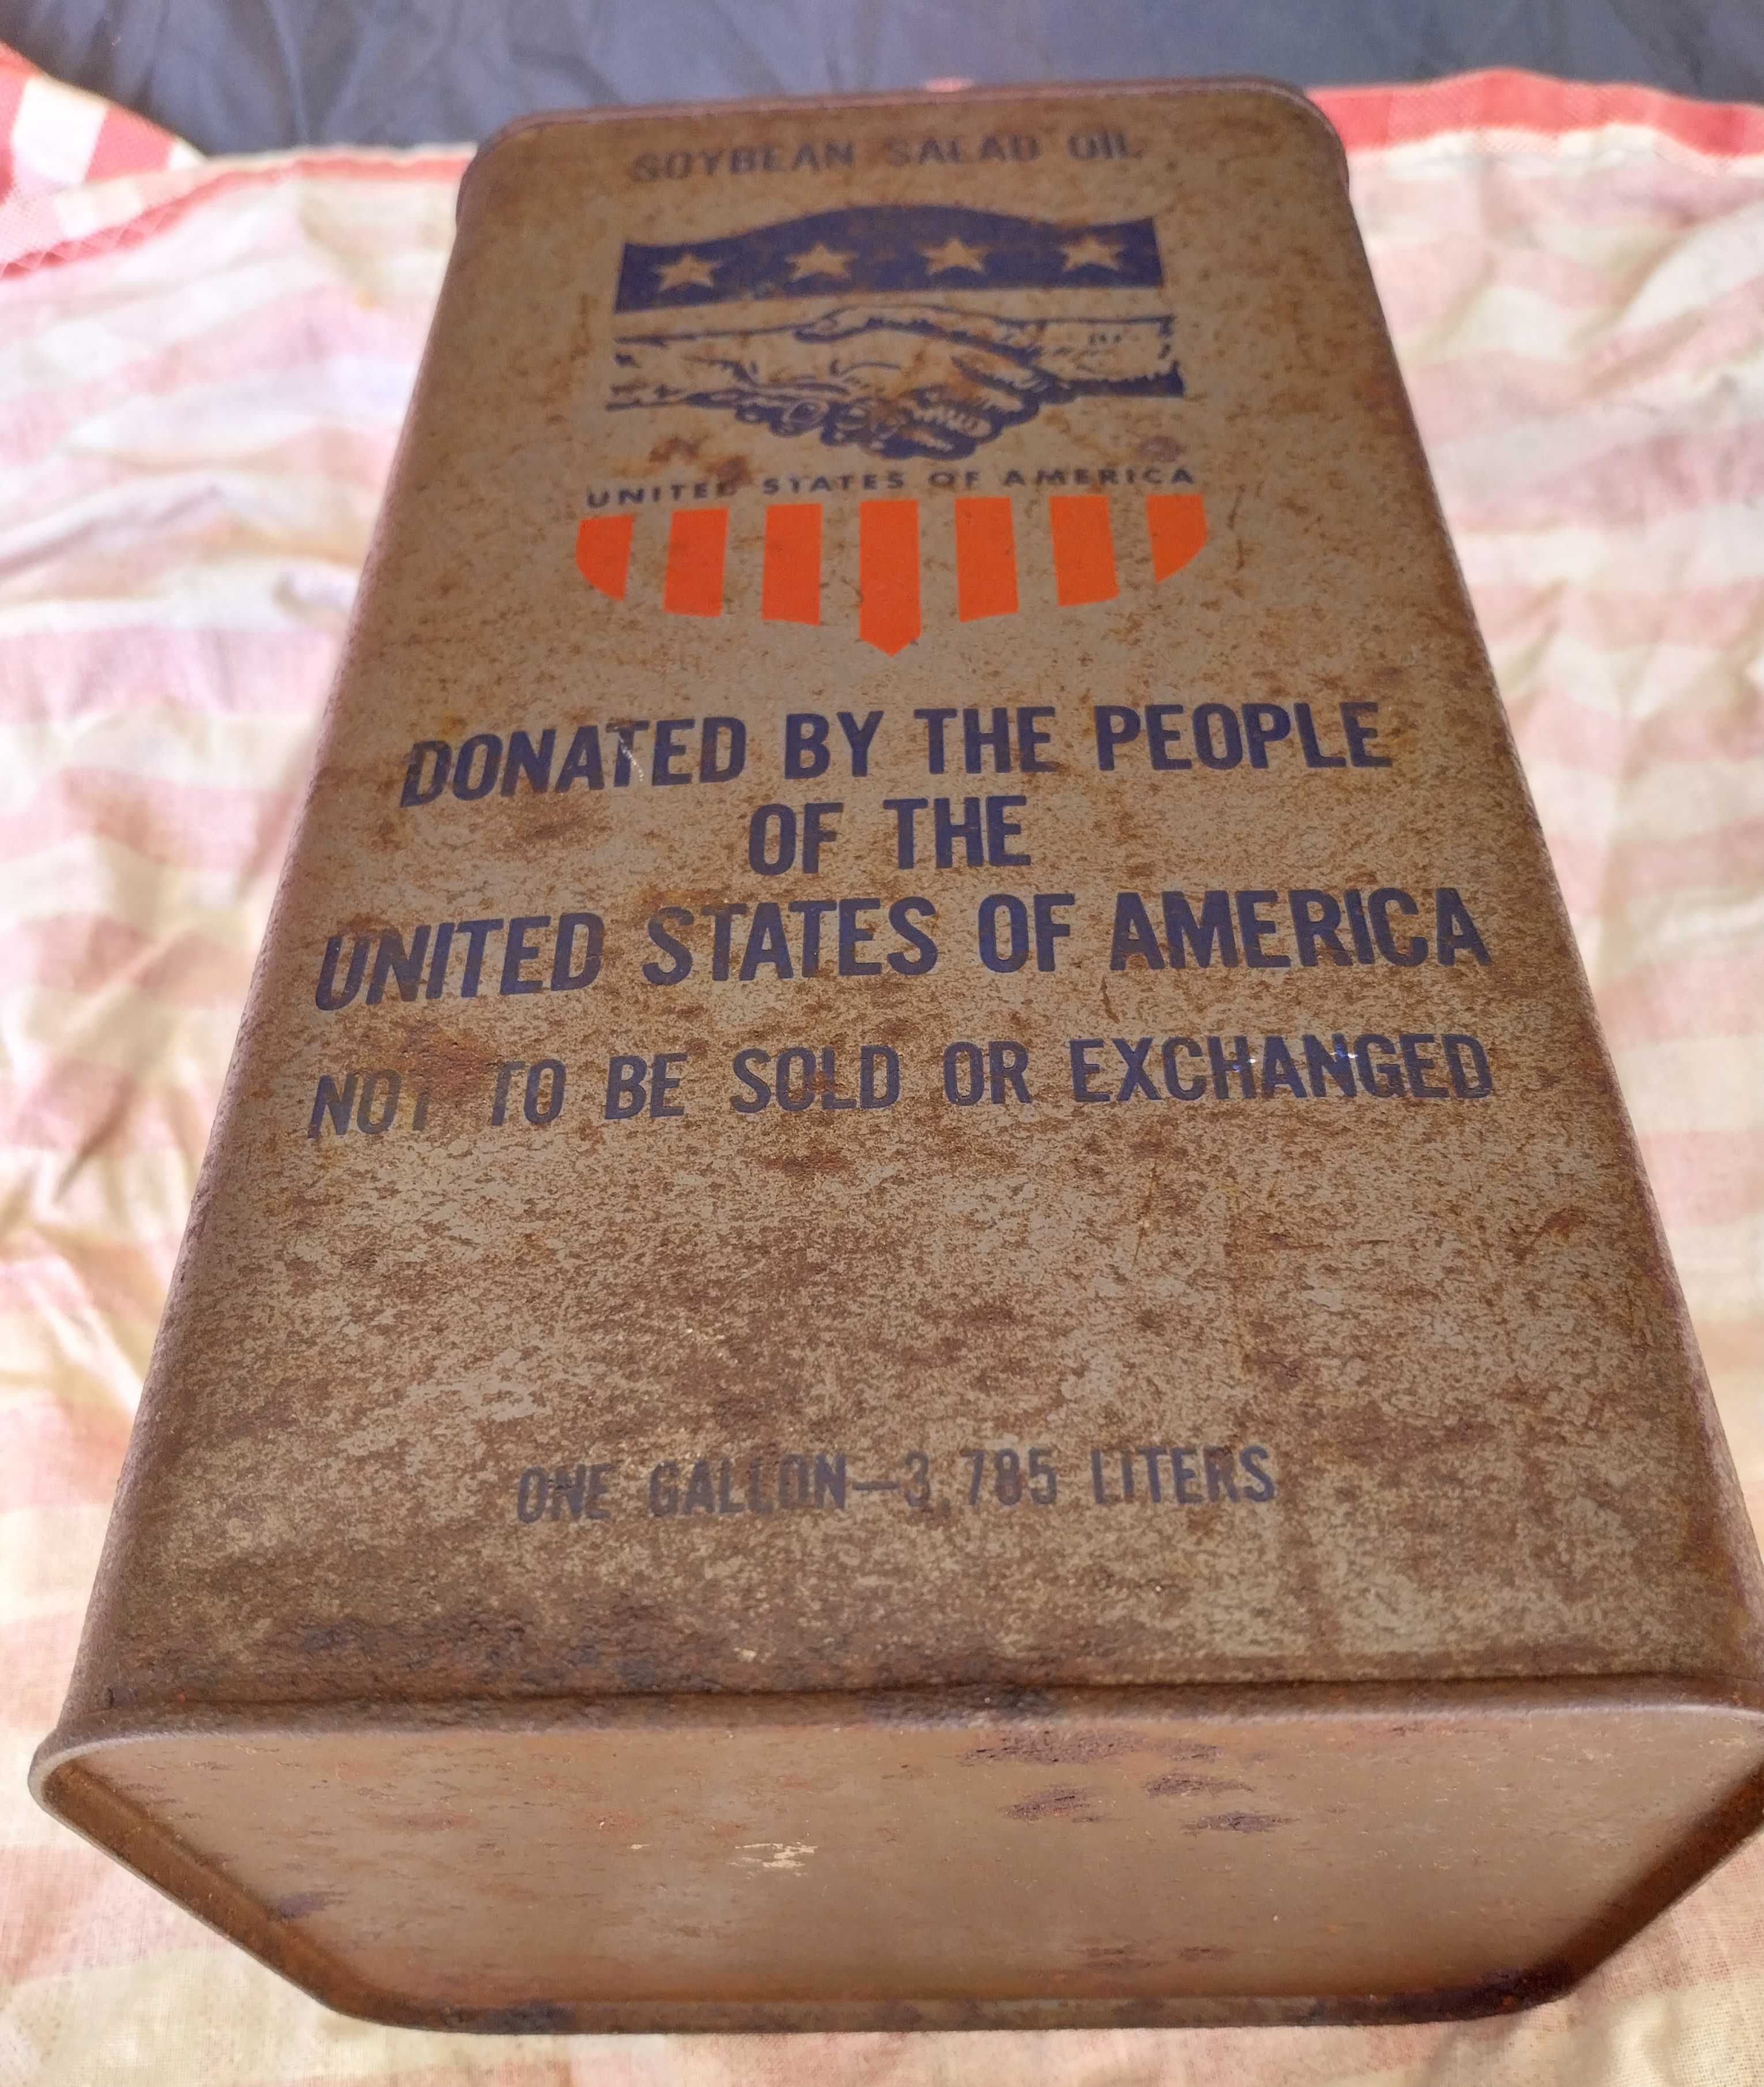 SOYBEAN SALAD OIL
UNITED STATES OF AMERICA
DONATED BY THE PEOPLE
OF THE
UNITED STATES OF AMERICA
NOT TO BE SOLD OR EXCHANGED
ONE GALLON—3.785 LITERS